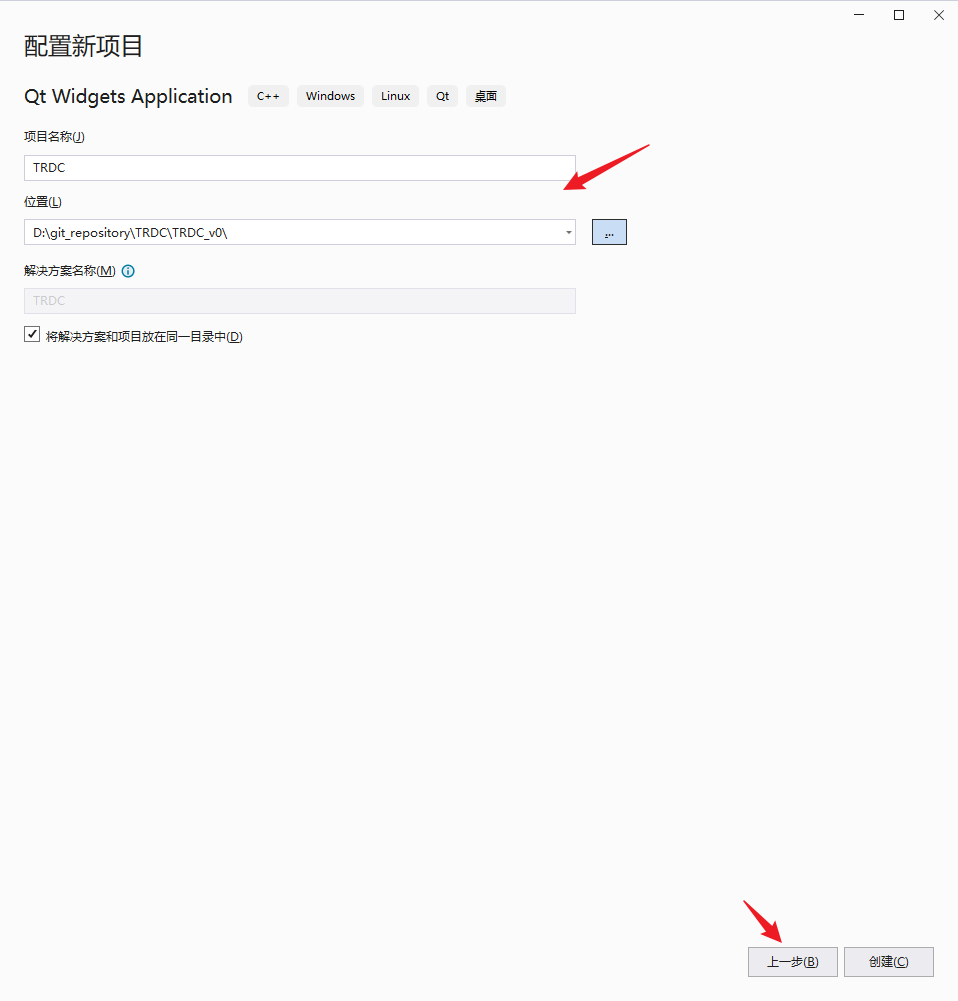 配置新项目
Qt Widgets Application C++ Windows Linux Qt 桌面
项目名称(J)
TRDC
位置(L)
D:\git_repository\TRDC\TRDC_v0\
...
解决方案名称(M)
TRDC
将解决方案和项目放在同一目录中(D)
上一步(B) 创建(C)